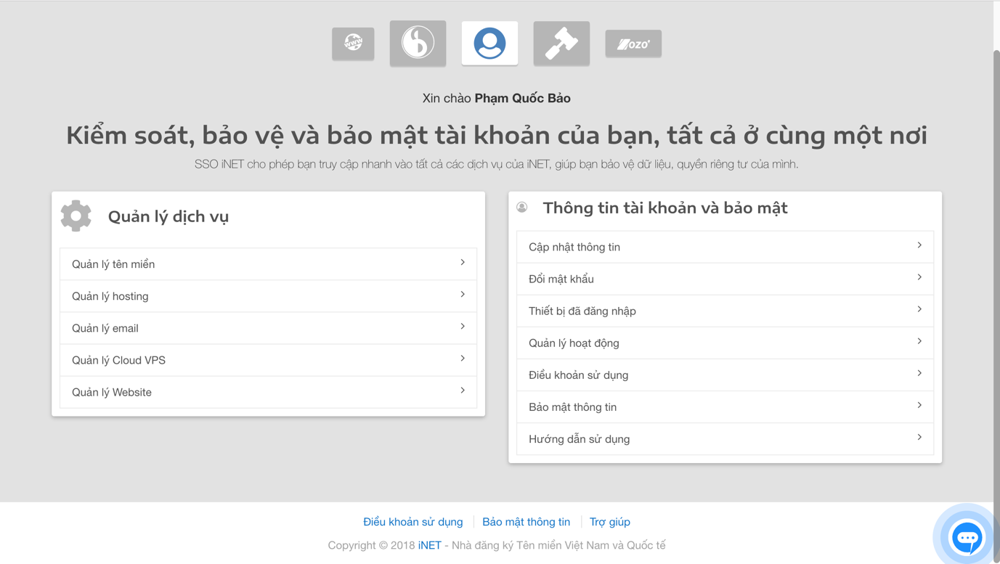 www
ozo
Xin chào Phạm Quốc Bảo
Kiểm soát, bảo vệ và bảo mật tài khoản của bạn, tất cả ở cùng một nơi
SSO iNET cho phép bạn truy cập nhanh vào tất cả các dịch vụ của iNET, giúp bạn bảo vệ dữ liệu, quyền riêng tư của mình.
Quản lý dịch vụ
Quản lý tên miền
Quản lý hosting
Quản lý email
Quản lý Cloud VPS
Quản lý Website
Thông tin tài khoản và bảo mật
Cập nhật thông tin
Đổi mật khẩu
Thiết bị đã đăng nhập
Quản lý hoạt động
Điều khoản sử dụng
Bảo mật thông tin
Hướng dẫn sử dụng
Điều khoản sử dụng
Bảo mật thông tin
Trợ giúp
Copyright © 2018 iNET - Nhà đăng ký Tên miền Việt Nam và Quốc tế